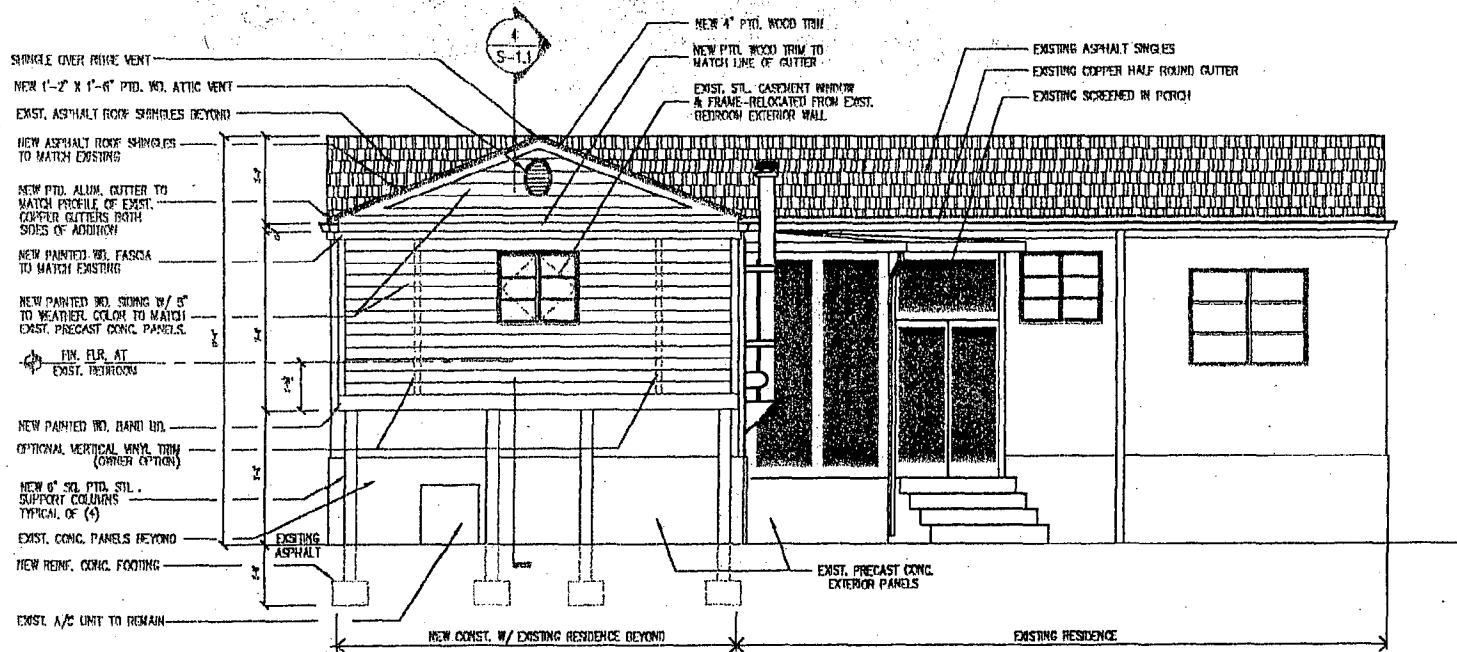 4
S-1.1
SHINGLE OVER RIDGE VENT
NEW 1'-2" X 1'-6" PTD. WD. ATTIC VENT
EXIST. ASPHALT ROOF SHINGLES BEYOND
NEW ASPHALT ROOF SHINGLES
TO MATCH EXISTING
NEW PTD. ALUM. GUTTER TO
MATCH PROFILE OF EXIST.
COPPER GUTTERS BOTH
SIDES OF ADDITION
NEW PAINTED WD. FASCIA
TO MATCH EXISTING
NEW PAINTED WD. SIDING W/ 5"
TO WEATHER. COLOR TO MATCH
EXIST. PRECAST CONC. PANELS.
FIN. FLR. AT
EXIST. BEDROOM
NEW PAINTED WD. BAND BD.
OPTIONAL VERTICAL VINYL TRIM
(OWNER OPTION)
NEW 6" SQ. PTD. STL.
SUPPORT COLUMNS
TYPICAL OF (4)
EXIST. CONC. PANELS BEYOND
NEW REINF. CONC. FOOTING
EXIST. A/C UNIT TO REMAIN
NEW 4" PTD. WOOD TRIM
NEW PTD. WOOD TRIM TO
MATCH LINE OF GUTTER
EXIST. STL. CASEMENT WINDOW
& FRAME-RELOCATED FROM EXIST.
BEDROOM EXTERIOR WALL
EXISTING ASPHALT SINGLES
EXISTING COPPER HALF ROUND GUTTER
EXISTING SCREENED IN PORCH
EXSITING
ASPHALT
EXIST. PRECAST CONC.
EXTERIOR PANELS
NEW CONST. W/ EXISTING RESIDENCE BEYOND
EXISTING RESIDENCE